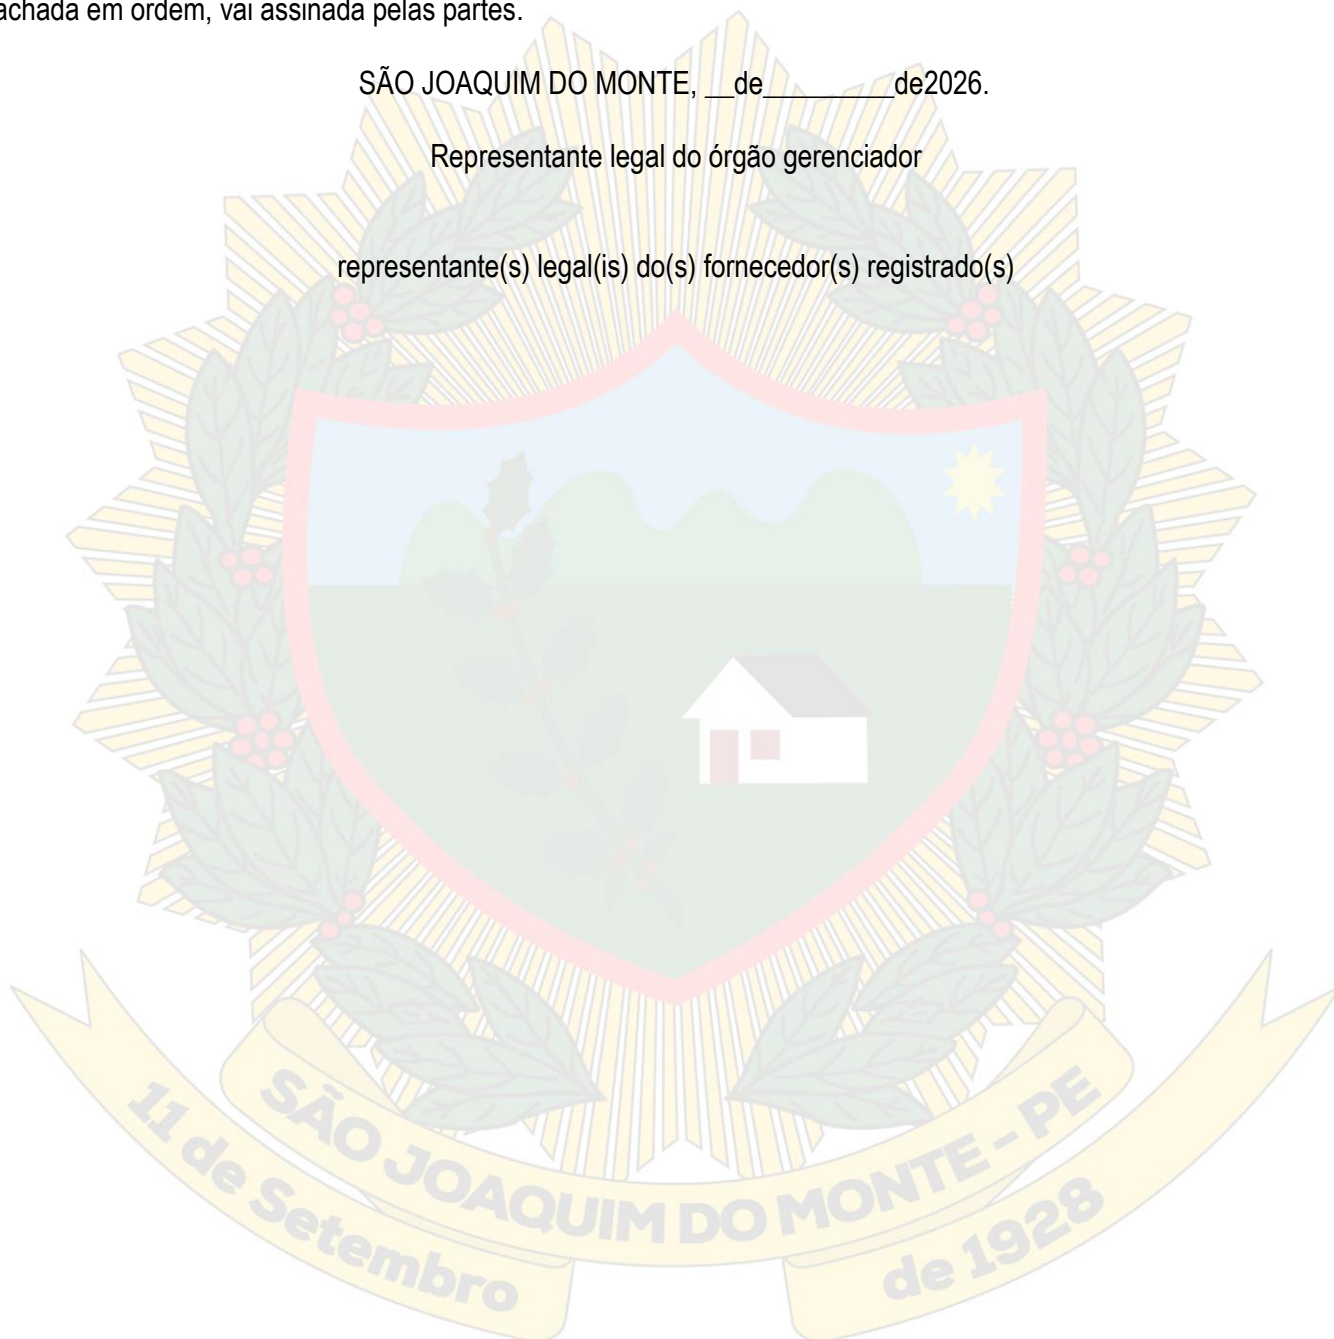 achada em ordem, vai assinada pelas partes.
SÃO JOAQUIM DO MONTE, __de_________de2026.
Representante legal do órgão gerenciador
representante(s) legal(is) do(s) fornecedor(s) registrado(s)
SÃO JOAQUIM DO MONTE - PE
11 de Setembro
de 1928